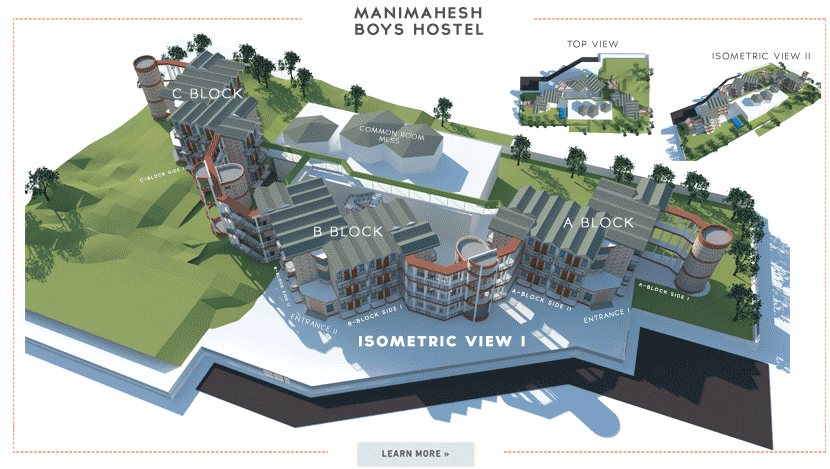 MANIMAHESH
BOYS HOSTEL
TOP VIEW
ISOMETRIC VIEW II
C BLOCK
COMMON ROOM
MESS
C-BLOCK SIDE
B BLOCK
A BLOCK
A-BLOCK SIDE I
A-BLOCK SIDE II
B-BLOCK SIDE I
ENTRANCE II
ENTRANCE I
ISOMETRIC VIEW I
LEARN MORE »